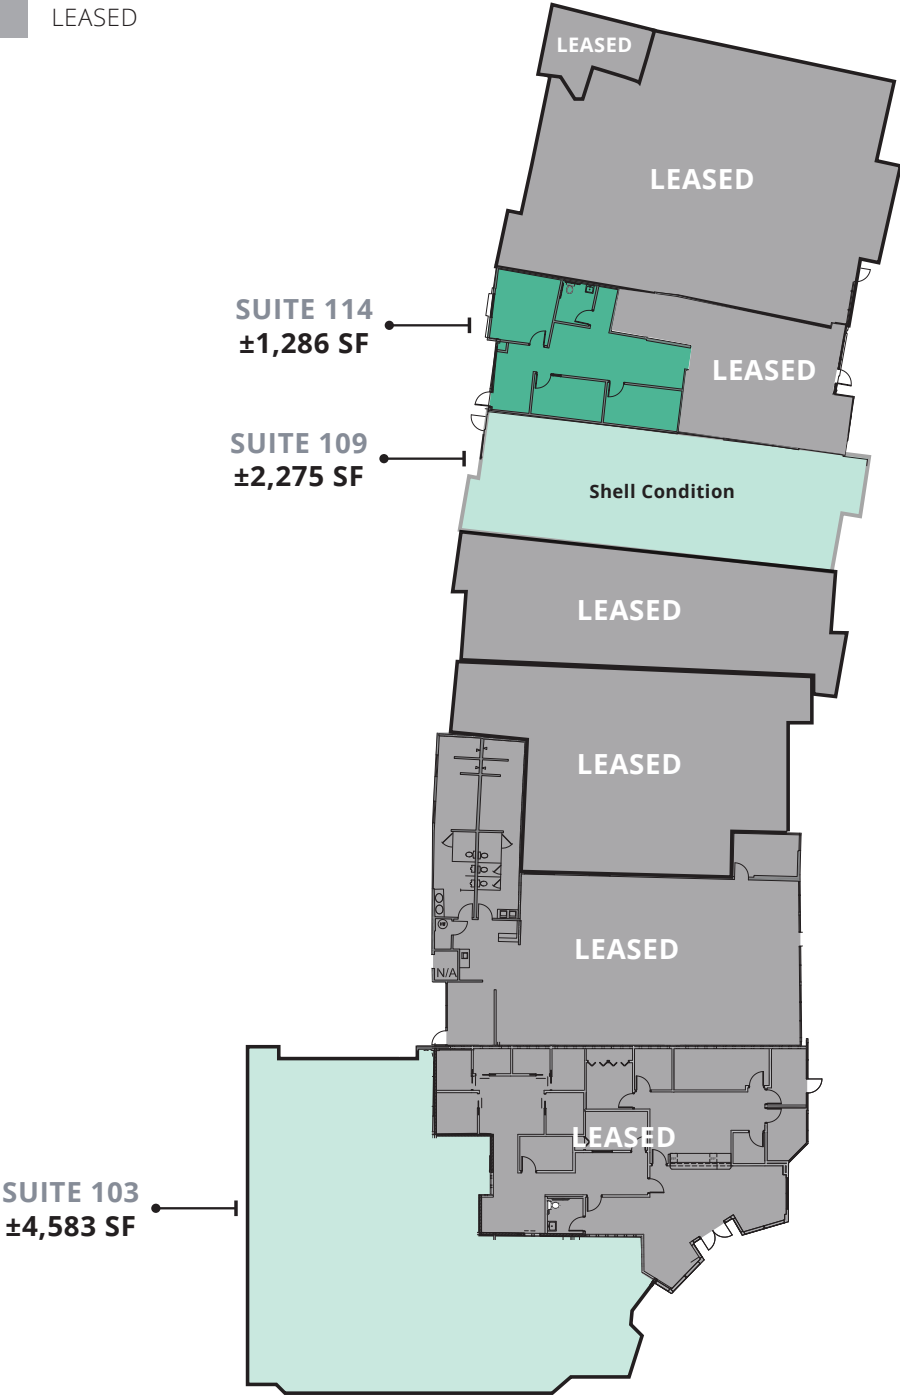 LEASED
LEASED
LEASED
SUITE 114
±1,286 SF
LEASED
SUITE 109
±2,275 SF
Shell Condition
LEASED
LEASED
LEASED
N/A
LEASED
SUITE 103
±4,583 SF